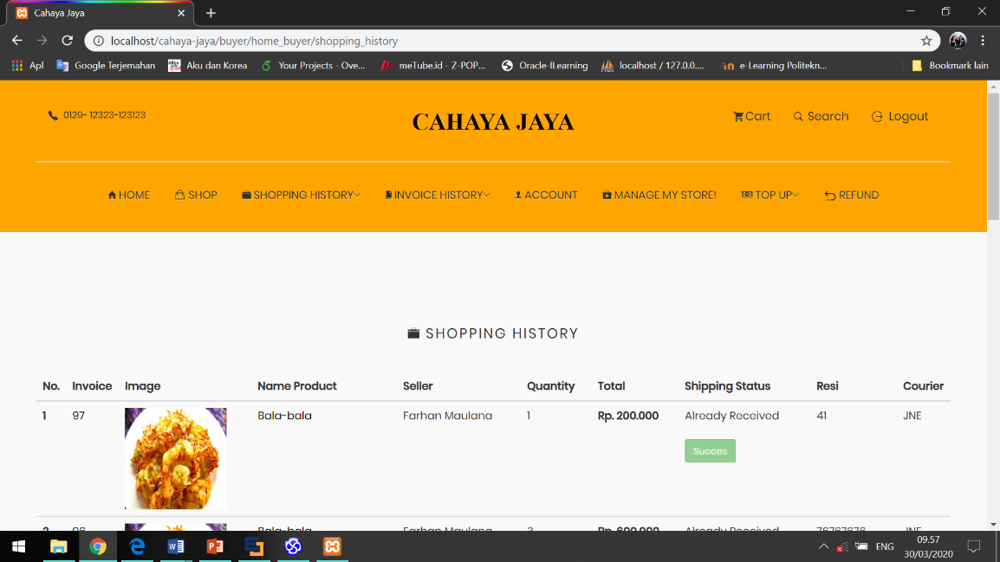 Cahaya Jaya
localhost/cahaya-jaya/buyer/home_buyer/shopping_history
Apl Google Terjemahan Aku dan Korea Your Projects - Ove... meTube.id - Z-POP... Oracle-ILearning localhost / 127.0.0.... e-Learning Politekn... Bookmark lain
0129- 12323-123123 CAHAYA JAYA Cart Search Logout
HOME SHOP SHOPPING HISTORY INVOICE HISTORY ACCOUNT MANAGE MY STORE! TOP UP REFUND
SHOPPING HISTORY
No. Invoice Image Name Product Seller Quantity Total Shipping Status Resi Courier
1 97 Bala-bala Farhan Maulana 1 Rp. 200.000 Already Received 41 JNE
Succes
2 96 Bala-bala Farhan Maulana 3 Rp. 600.000 Already Received 76767676 JNE
ENG 09.57
30/03/2020